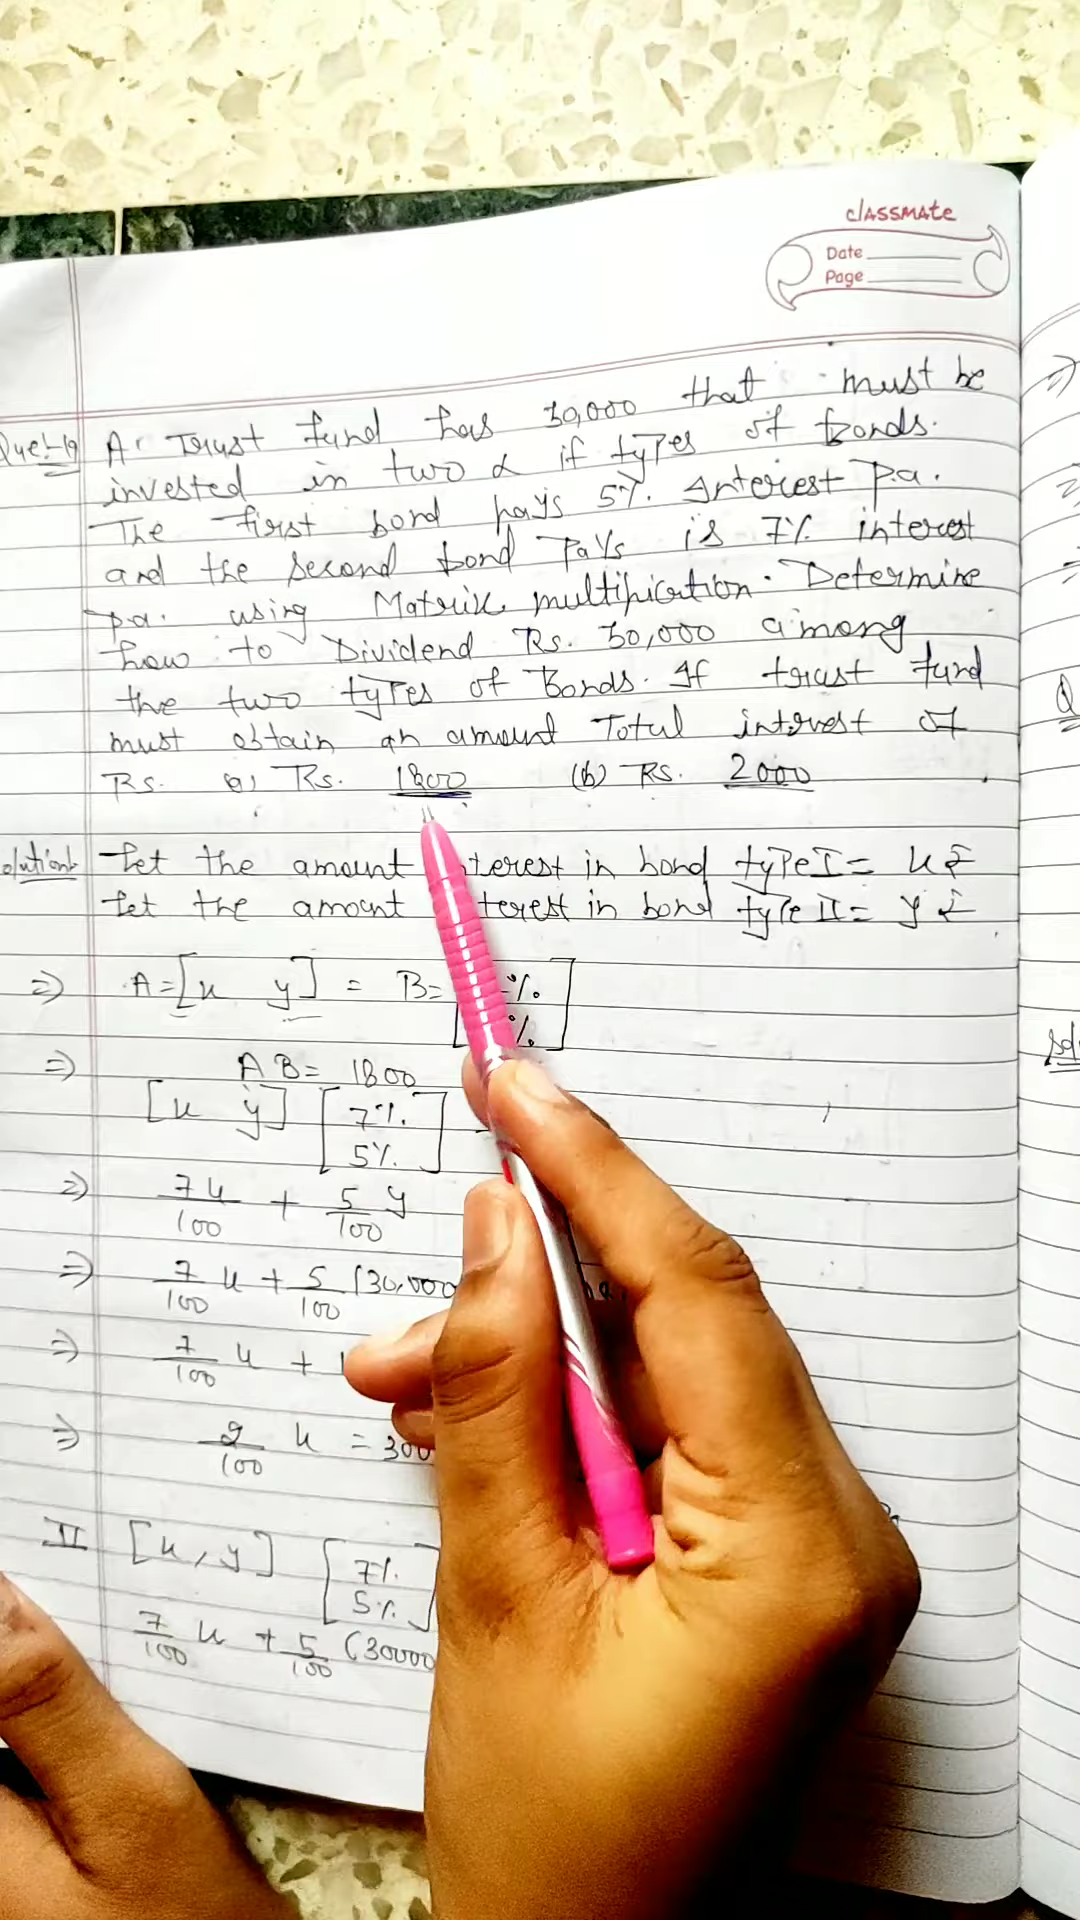 classmate
Date
Page
Que-19 A. Trust fund has 30,000 that must be
invested in two d if types of bonds.
The first bond pays 5% Interest p.a.
and the second bond Pays is 7% interest
p.a. using Matrix multification. Determine
how to Dividend Rs. 30,000 among
the two types of Bonds. If trust fund
must obtain an amount Total interest of
Rs. a) Rs. 1800 (b) Rs. 2000
olution Let the amount terest in bond type I = x ₹
Let the amount terest in bond type II = y ₹
⇒ A = [x y] = B = %
%
⇒ AB = 1800
[x y] [7%
5%]
⇒ 7x/100 + 5/100 y
⇒ 7/100 x + 5/100 (30,000
⇒ 7/100 x +
⇒ 2/100 x = 300
II [x, y] [7%
5%]
7/100 x + 5/100 (30000